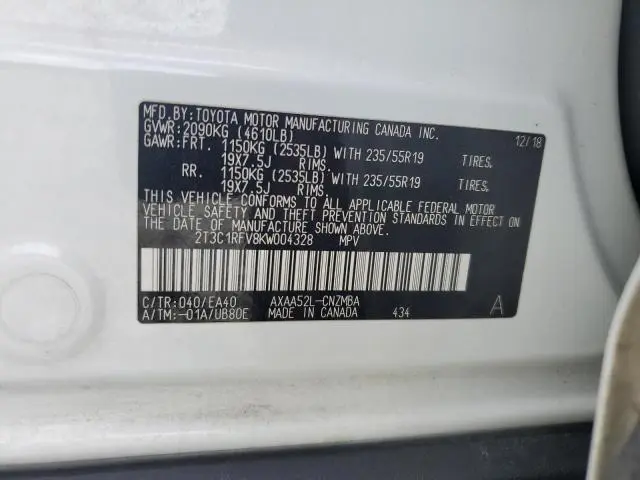 MFD.BY:TOYOTA MOTOR MANUFACTURING CANADA INC.
GVWR:2090KG (4610LB) 12/18
GAWR:FRT. 1150KG (2535LB) WITH 235/55R19 TIRES,
19X7.5J RIMS,
RR. 1150KG (2535LB) WITH 235/55R19 TIRES,
19X7.5J RIMS.
THIS VEHICLE CONFORMS TO ALL APPLICABLE FEDERAL MOTOR
VEHICLE SAFETY AND THEFT PREVENTION STANDARDS IN EFFECT ON
THE DATE OF MANUFACTURE SHOWN ABOVE.
2T3C1RFV8KW004328 MPV
C/TR:040/EA40 AXAA52L-CNZMBA A
A/TM:-01A/UB80E MADE IN CANADA 434